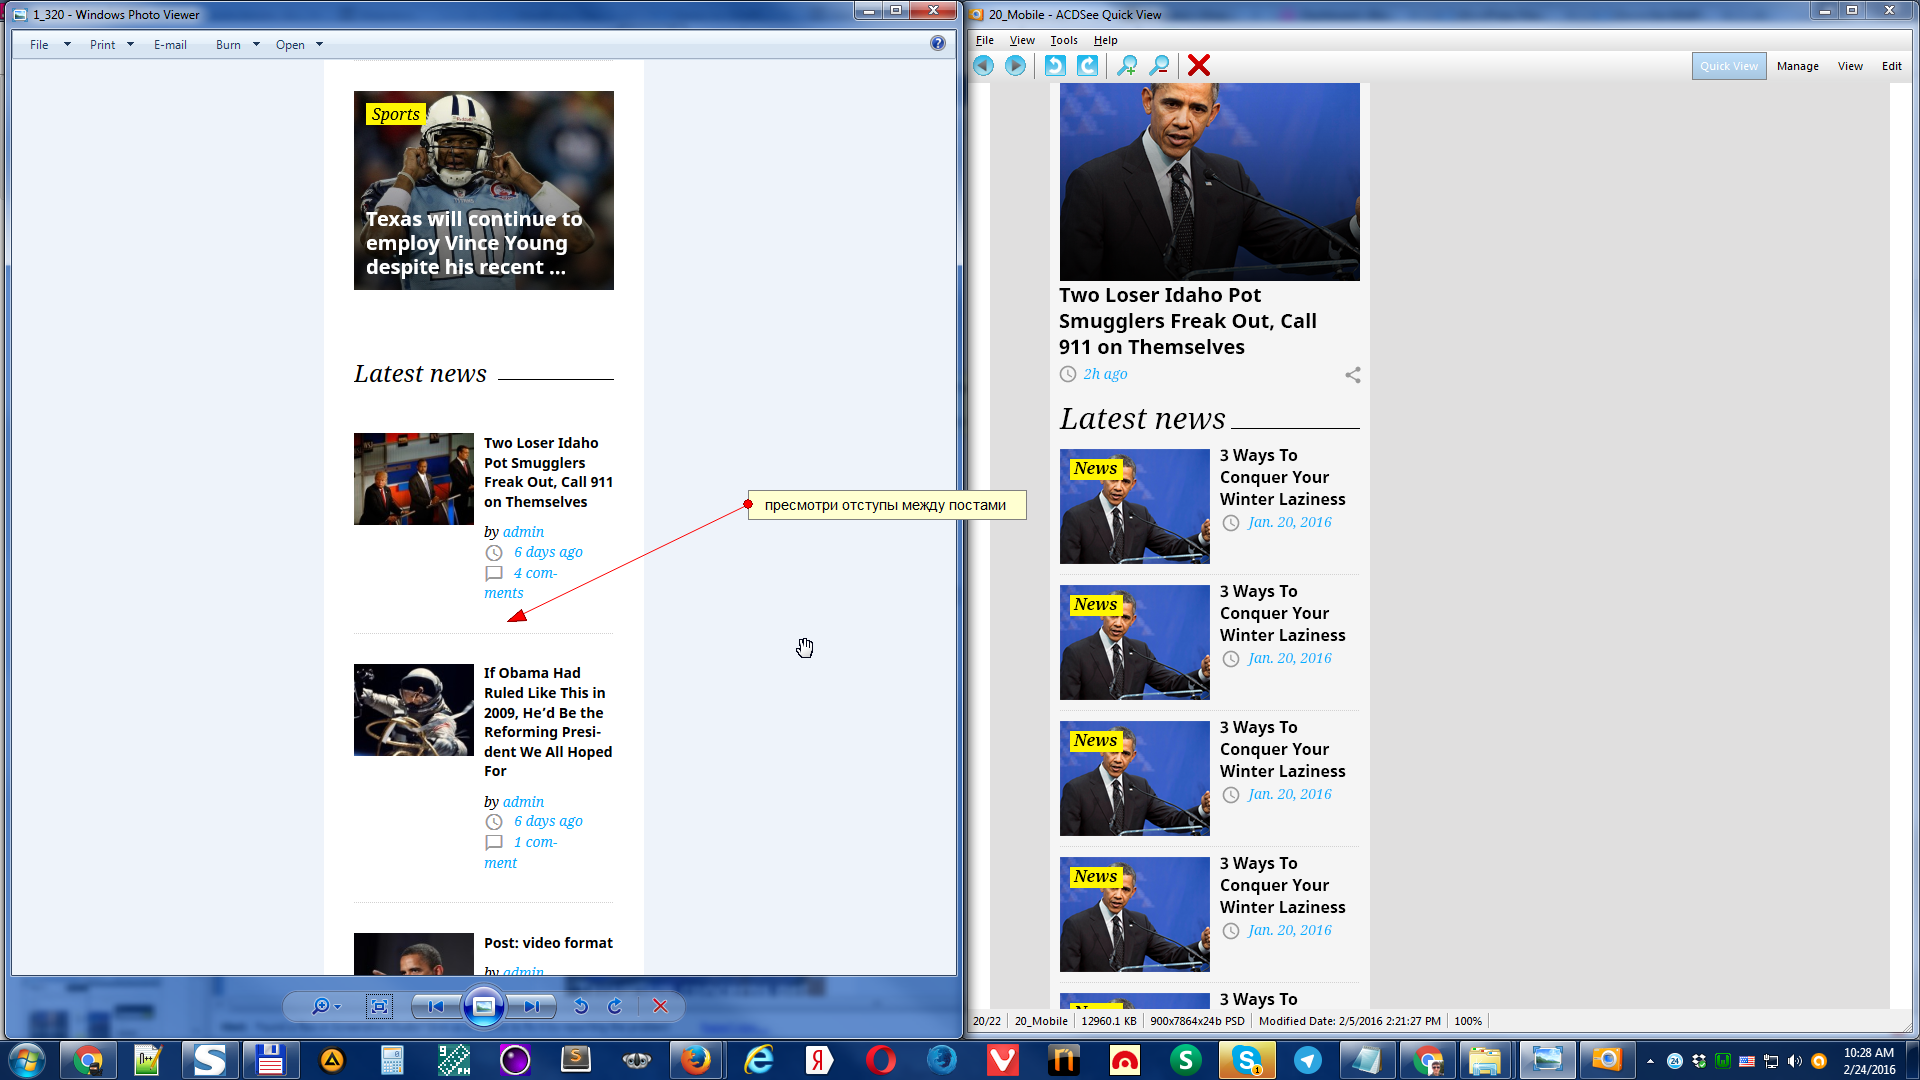 1_320 - Windows Photo Viewer
File
Print
E-mail
Burn
Open
Sports
Texas will continue to
employ Vince Young
despite his recent ...
Latest news
Two Loser Idaho
Pot Smugglers
Freak Out, Call 911
on Themselves
by admin
6 days ago
4 com-
ments
If Obama Had
Ruled Like This in
2009, He’d Be the
Reforming Presi-
dent We All Hoped
For
by admin
6 days ago
1 com-
ment
Post: video format
by admin
пресмотри отступы между постами
20_Mobile - ACDSee Quick View
File View Tools Help
Quick View Manage View Edit
Two Loser Idaho Pot
Smugglers Freak Out, Call
911 on Themselves
2h ago
Latest news
News
3 Ways To
Conquer Your
Winter Laziness
Jan. 20, 2016
News
3 Ways To
Conquer Your
Winter Laziness
Jan. 20, 2016
News
3 Ways To
Conquer Your
Winter Laziness
Jan. 20, 2016
News
3 Ways To
Conquer Your
Winter Laziness
Jan. 20, 2016
3 Ways To
20/22 20_Mobile 12960.1 KB 900x7864x24b PSD Modified Date: 2/5/2016 2:21:27 PM 100%
10:28 AM
2/24/2016